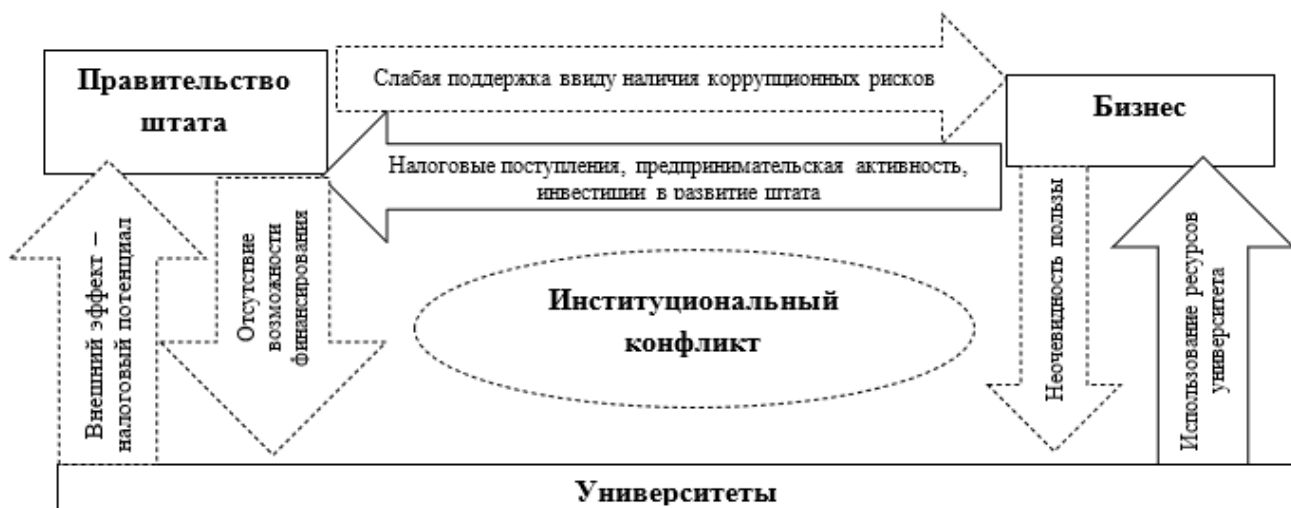 Правительство
штата
Слабая поддержка ввиду наличия коррупционных рисков
Бизнес
Налоговые поступления, предпринимательская активность,
инвестиции в развитие штата
Внешний эффект –
налоговый потенциал
Отсутствие
возможности
финансирования
Институциональный
конфликт
Неочевидность пользы
Использование ресурсов
университета
Университеты